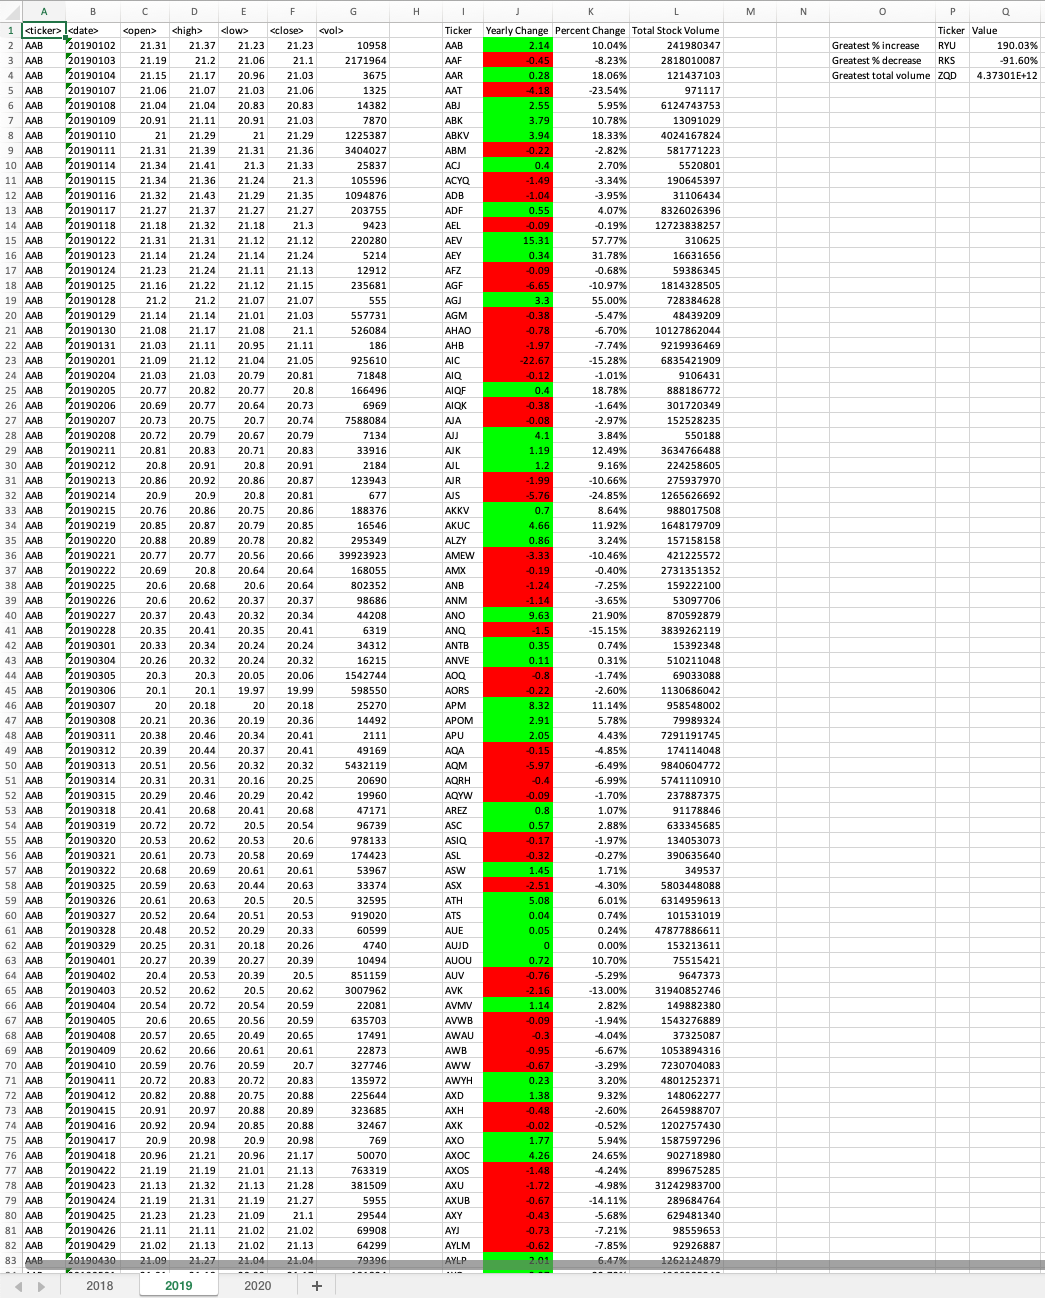 A B C D E F G H I J K L M N O P Q
1 <ticker> <date> <open> <high> <low> <close> <vol> Ticker Yearly Change Percent Change Total Stock Volume Ticker Value
2 AAB 20190102 21.31 21.37 21.23 21.23 10958 AAB 2.14 10.04% 241980347 Greatest % increase RYU 190.03%
3 AAB 20190103 21.19 21.2 21.06 21.1 2171964 AAF -0.45 -8.23% 2818010087 Greatest % decrease RKS -91.60%
4 AAB 20190104 21.15 21.17 20.96 21.03 3675 AAR 0.28 18.06% 121437103 Greatest total volume ZQD 4.37301E+12
5 AAB 20190107 21.06 21.07 21.03 21.06 1325 AAT -4.18 -23.54% 971117
6 AAB 20190108 21.04 21.04 20.83 20.83 14382 ABJ 2.55 5.95% 6124743753
7 AAB 20190109 20.91 21.11 20.91 21.03 7870 ABK 3.79 10.78% 13091029
8 AAB 20190110 21 21.29 21 21.29 1225387 ABKV 3.94 18.33% 4024167824
9 AAB 20190111 21.31 21.39 21.31 21.36 3404027 ABM -0.22 -2.82% 581771223
10 AAB 20190114 21.34 21.41 21.3 21.33 25837 ACJ 0.4 2.70% 5520801
11 AAB 20190115 21.34 21.36 21.24 21.3 105596 ACYQ -1.49 -3.34% 190645397
12 AAB 20190116 21.32 21.43 21.29 21.35 1094876 ADB -1.04 -3.95% 31106434
13 AAB 20190117 21.27 21.37 21.27 21.27 203755 ADF 0.55 4.07% 8326026396
14 AAB 20190118 21.18 21.32 21.18 21.3 9423 AEL -0.09 -0.19% 12723838257
15 AAB 20190122 21.31 21.31 21.12 21.12 220280 AEV 15.31 57.77% 310625
16 AAB 20190123 21.14 21.24 21.14 21.24 5214 AEY 0.34 31.78% 16631656
17 AAB 20190124 21.23 21.24 21.11 21.13 12912 AFZ -0.09 -0.68% 59386345
18 AAB 20190125 21.16 21.22 21.12 21.15 235681 AGF -6.65 -10.97% 1814328505
19 AAB 20190128 21.2 21.2 21.07 21.07 555 AGJ 3.3 55.00% 728384628
20 AAB 20190129 21.14 21.14 21.01 21.03 557731 AGM -0.38 -5.47% 48439209
21 AAB 20190130 21.08 21.17 21.08 21.1 526084 AHAO -0.78 -6.70% 10127862044
22 AAB 20190131 21.03 21.11 20.95 21.11 186 AHB -1.97 -7.74% 9219936469
23 AAB 20190201 21.09 21.12 21.04 21.05 925610 AIC -22.67 -15.28% 6835421909
24 AAB 20190204 21.03 21.03 20.79 20.81 71848 AIQ -0.12 -1.01% 9106431
25 AAB 20190205 20.77 20.82 20.77 20.8 166496 AIQF 0.4 18.78% 888186772
26 AAB 20190206 20.69 20.77 20.64 20.73 6969 AIQK -0.38 -1.64% 301720349
27 AAB 20190207 20.73 20.75 20.7 20.74 7588084 AJA -0.08 -2.97% 152528235
28 AAB 20190208 20.72 20.79 20.67 20.79 7134 AJJ 4.1 3.84% 550188
29 AAB 20190211 20.81 20.83 20.71 20.83 33916 AJK 1.19 12.49% 3634766488
30 AAB 20190212 20.8 20.91 20.8 20.91 2184 AJL 1.2 9.16% 224258605
31 AAB 20190213 20.86 20.92 20.86 20.87 123943 AJR -1.99 -10.66% 275937970
32 AAB 20190214 20.9 20.9 20.8 20.81 677 AJS -5.76 -24.85% 1265626692
33 AAB 20190215 20.76 20.86 20.75 20.86 188376 AKKV 0.7 8.64% 988017508
34 AAB 20190219 20.85 20.87 20.79 20.85 16546 AKUC 4.66 11.92% 1648179709
35 AAB 20190220 20.88 20.89 20.78 20.82 295349 ALZY 0.86 3.24% 157158158
36 AAB 20190221 20.77 20.77 20.56 20.66 39923923 AMEW -3.33 -10.46% 421225572
37 AAB 20190222 20.69 20.8 20.64 20.64 168055 AMX -0.19 -0.40% 2731351352
38 AAB 20190225 20.6 20.68 20.6 20.64 802352 ANB -1.24 -7.25% 159222100
39 AAB 20190226 20.6 20.62 20.37 20.37 98686 ANM -1.14 -3.65% 53097706
40 AAB 20190227 20.37 20.43 20.32 20.34 44208 ANO 9.63 21.90% 870592879
41 AAB 20190228 20.35 20.41 20.35 20.41 6319 ANQ -1.5 -15.15% 3839262119
42 AAB 20190301 20.33 20.34 20.24 20.24 34312 ANTB 0.35 0.74% 15392348
43 AAB 20190304 20.26 20.32 20.24 20.32 16215 ANVE 0.11 0.31% 510211048
44 AAB 20190305 20.3 20.3 20.05 20.06 1542744 AOQ -0.8 -1.74% 69033088
45 AAB 20190306 20.1 20.1 19.97 19.99 598550 AORS -0.22 -2.60% 1130686042
46 AAB 20190307 20 20.18 20 20.18 25270 APM 8.32 11.14% 958548002
47 AAB 20190308 20.21 20.36 20.19 20.36 14492 APOM 2.91 5.78% 79989324
48 AAB 20190311 20.38 20.46 20.34 20.41 2111 APU 2.05 4.43% 7291191745
49 AAB 20190312 20.39 20.44 20.37 20.41 49169 AQA -0.15 -4.85% 174114048
50 AAB 20190313 20.51 20.56 20.32 20.32 5432119 AQM -5.97 -6.49% 9840604772
51 AAB 20190314 20.31 20.31 20.16 20.25 20690 AQRH -0.4 -6.99% 5741110910
52 AAB 20190315 20.29 20.46 20.29 20.42 19960 AQYW -0.09 -1.70% 237887375
53 AAB 20190318 20.41 20.68 20.41 20.68 47171 AREZ 0.8 1.07% 91178846
54 AAB 20190319 20.72 20.72 20.5 20.54 96739 ASC 0.57 2.88% 633345685
55 AAB 20190320 20.53 20.62 20.53 20.6 978133 ASIQ -0.17 -1.97% 134053073
56 AAB 20190321 20.61 20.73 20.58 20.69 174423 ASL -0.32 -0.27% 390635640
57 AAB 20190322 20.68 20.69 20.61 20.61 53967 ASW 1.45 1.71% 349537
58 AAB 20190325 20.59 20.63 20.44 20.63 33374 ASX -2.51 -4.30% 5803448088
59 AAB 20190326 20.61 20.63 20.5 20.5 32595 ATH 5.08 6.01% 6314959613
60 AAB 20190327 20.52 20.64 20.51 20.53 919020 ATS 0.04 0.74% 101531019
61 AAB 20190328 20.48 20.52 20.29 20.33 60599 AUE 0.05 0.24% 47877886611
62 AAB 20190329 20.25 20.31 20.18 20.26 4740 AUJD 0 0.00% 153213611
63 AAB 20190401 20.27 20.39 20.27 20.39 10494 AUOU 0.72 10.70% 75515421
64 AAB 20190402 20.4 20.53 20.39 20.5 851159 AUV -0.76 -5.29% 9647373
65 AAB 20190403 20.52 20.62 20.5 20.62 3007962 AVK -2.16 -13.00% 31940852746
66 AAB 20190404 20.54 20.72 20.54 20.59 22081 AVMV 1.14 2.82% 149882380
67 AAB 20190405 20.6 20.65 20.56 20.59 635703 AVWB -0.09 -1.94% 1543276889
68 AAB 20190408 20.57 20.65 20.49 20.65 17491 AWAU -0.3 -4.04% 37325087
69 AAB 20190409 20.62 20.66 20.61 20.61 22873 AWB -0.95 -6.67% 1053894316
70 AAB 20190410 20.59 20.76 20.59 20.7 327746 AWW -0.67 -3.29% 7230704083
71 AAB 20190411 20.72 20.83 20.72 20.83 135972 AWYH 0.23 3.20% 4801252371
72 AAB 20190412 20.82 20.88 20.75 20.88 225644 AXD 1.38 9.32% 148062277
73 AAB 20190415 20.91 20.97 20.88 20.89 323685 AXH -0.48 -2.60% 2645988707
74 AAB 20190416 20.92 20.94 20.85 20.88 32467 AXK -0.02 -0.52% 1202757430
75 AAB 20190417 20.9 20.98 20.9 20.98 769 AXO 1.77 5.94% 1587597296
76 AAB 20190418 20.96 21.21 20.96 21.17 50070 AXOC 4.26 24.65% 902718980
77 AAB 20190422 21.19 21.19 21.01 21.13 763319 AXOS -1.48 -4.24% 899675285
78 AAB 20190423 21.13 21.32 21.13 21.28 381509 AXU -1.72 -4.98% 31242983700
79 AAB 20190424 21.19 21.31 21.19 21.27 5955 AXUB -0.67 -14.11% 289684764
80 AAB 20190425 21.23 21.23 21.09 21.1 29544 AXY -0.43 -5.68% 629481340
81 AAB 20190426 21.11 21.11 21.02 21.02 69908 AYJ -0.73 -7.21% 98559653
82 AAB 20190429 21.02 21.13 21.02 21.13 64299 AYLM -0.62 -7.85% 92926887
83 AAB 20190430 21.09 21.27 21.04 21.04 79396 AYLP 2.01 6.47% 1262124879
2018 2019 2020 +